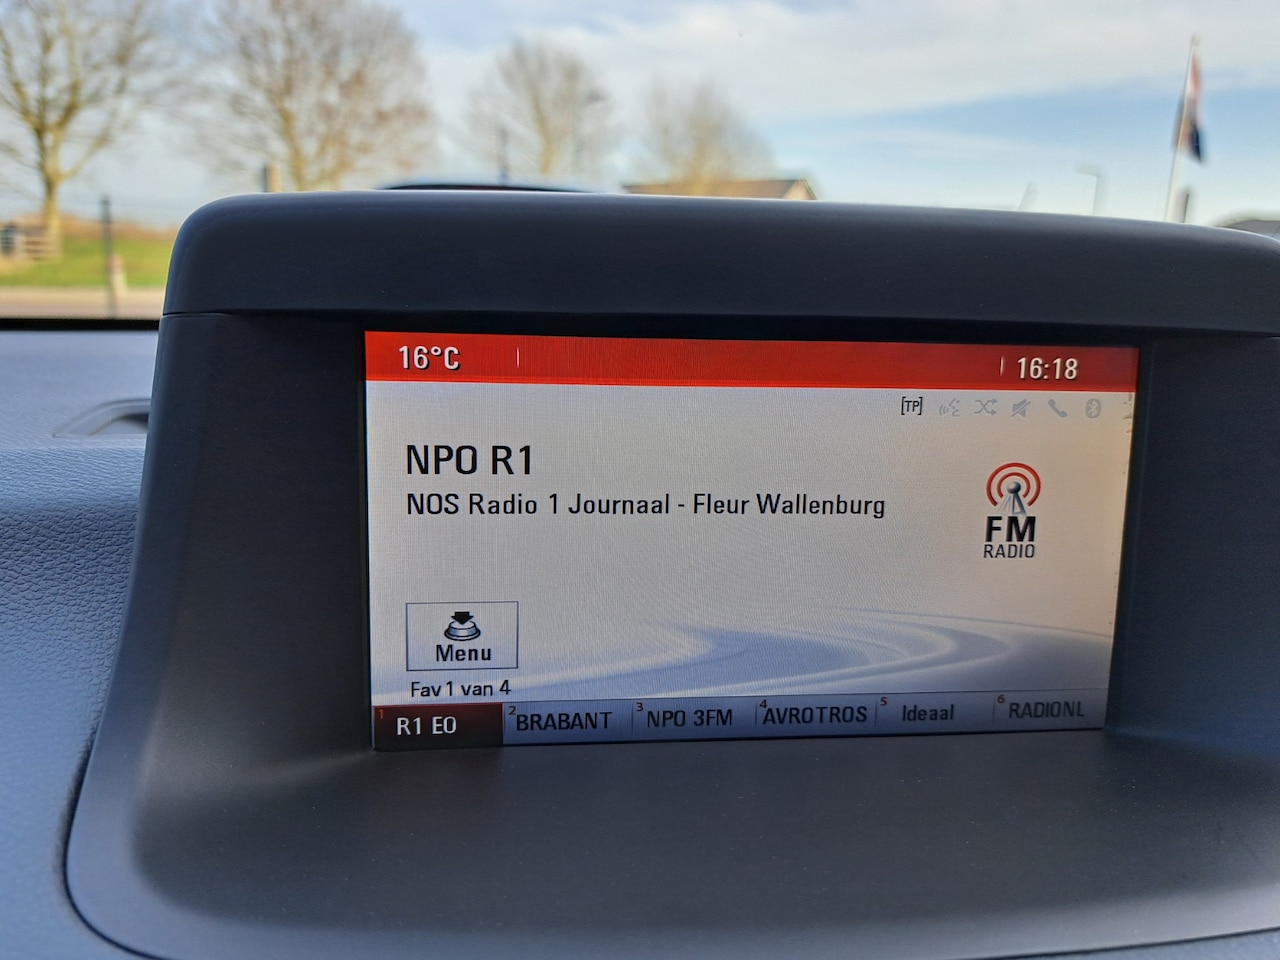 16°C 16:18
[TP]
NPO R1
NOS Radio 1 Journaal - Fleur Wallenburg
FM
RADIO
Menu
Fav 1 van 4
1 R1 EO 2 BRABANT 3 NPO 3FM 4 AVROTROS 5 Ideaal 6 RADIONL